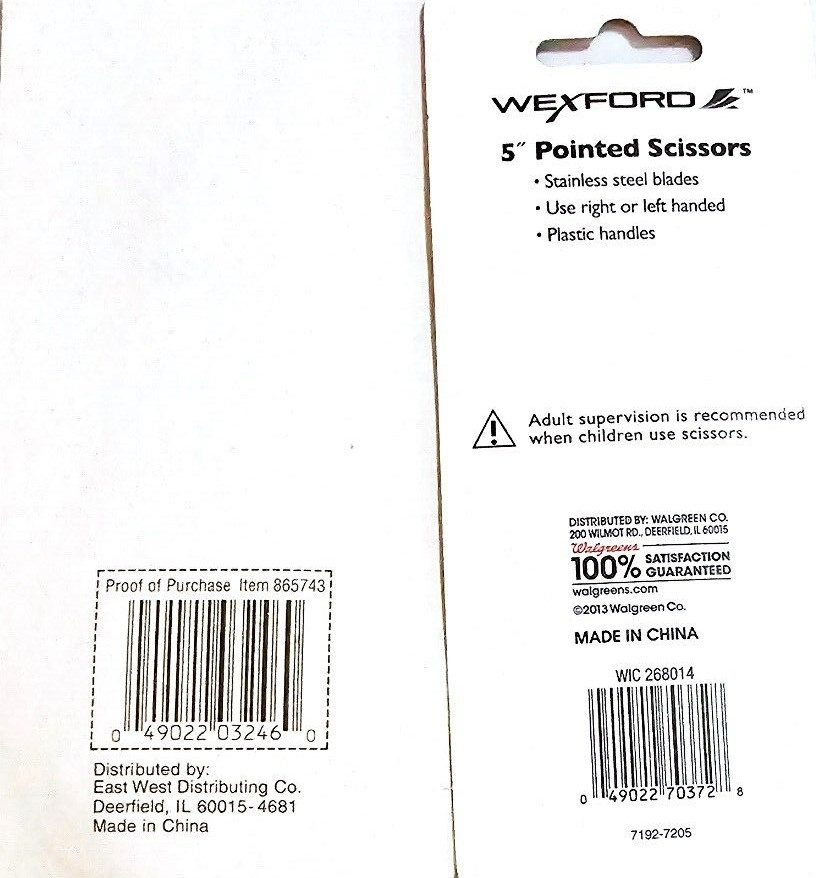 Proof of Purchase Item 865743
0 49022 03246 0
Distributed by:
East West Distributing Co.
Deerfield, IL 60015-4681
Made in China
WEXFORD ™
5″ Pointed Scissors
• Stainless steel blades
• Use right or left handed
• Plastic handles
Adult supervision is recommended
when children use scissors.
DISTRIBUTED BY: WALGREEN CO.
200 WILMOT RD., DEERFIELD, IL 60015
Walgreens
100% SATISFACTION
GUARANTEED
walgreens.com
©2013 Walgreen Co.
MADE IN CHINA
WIC 268014
0 49022 70372 8
7192-7205